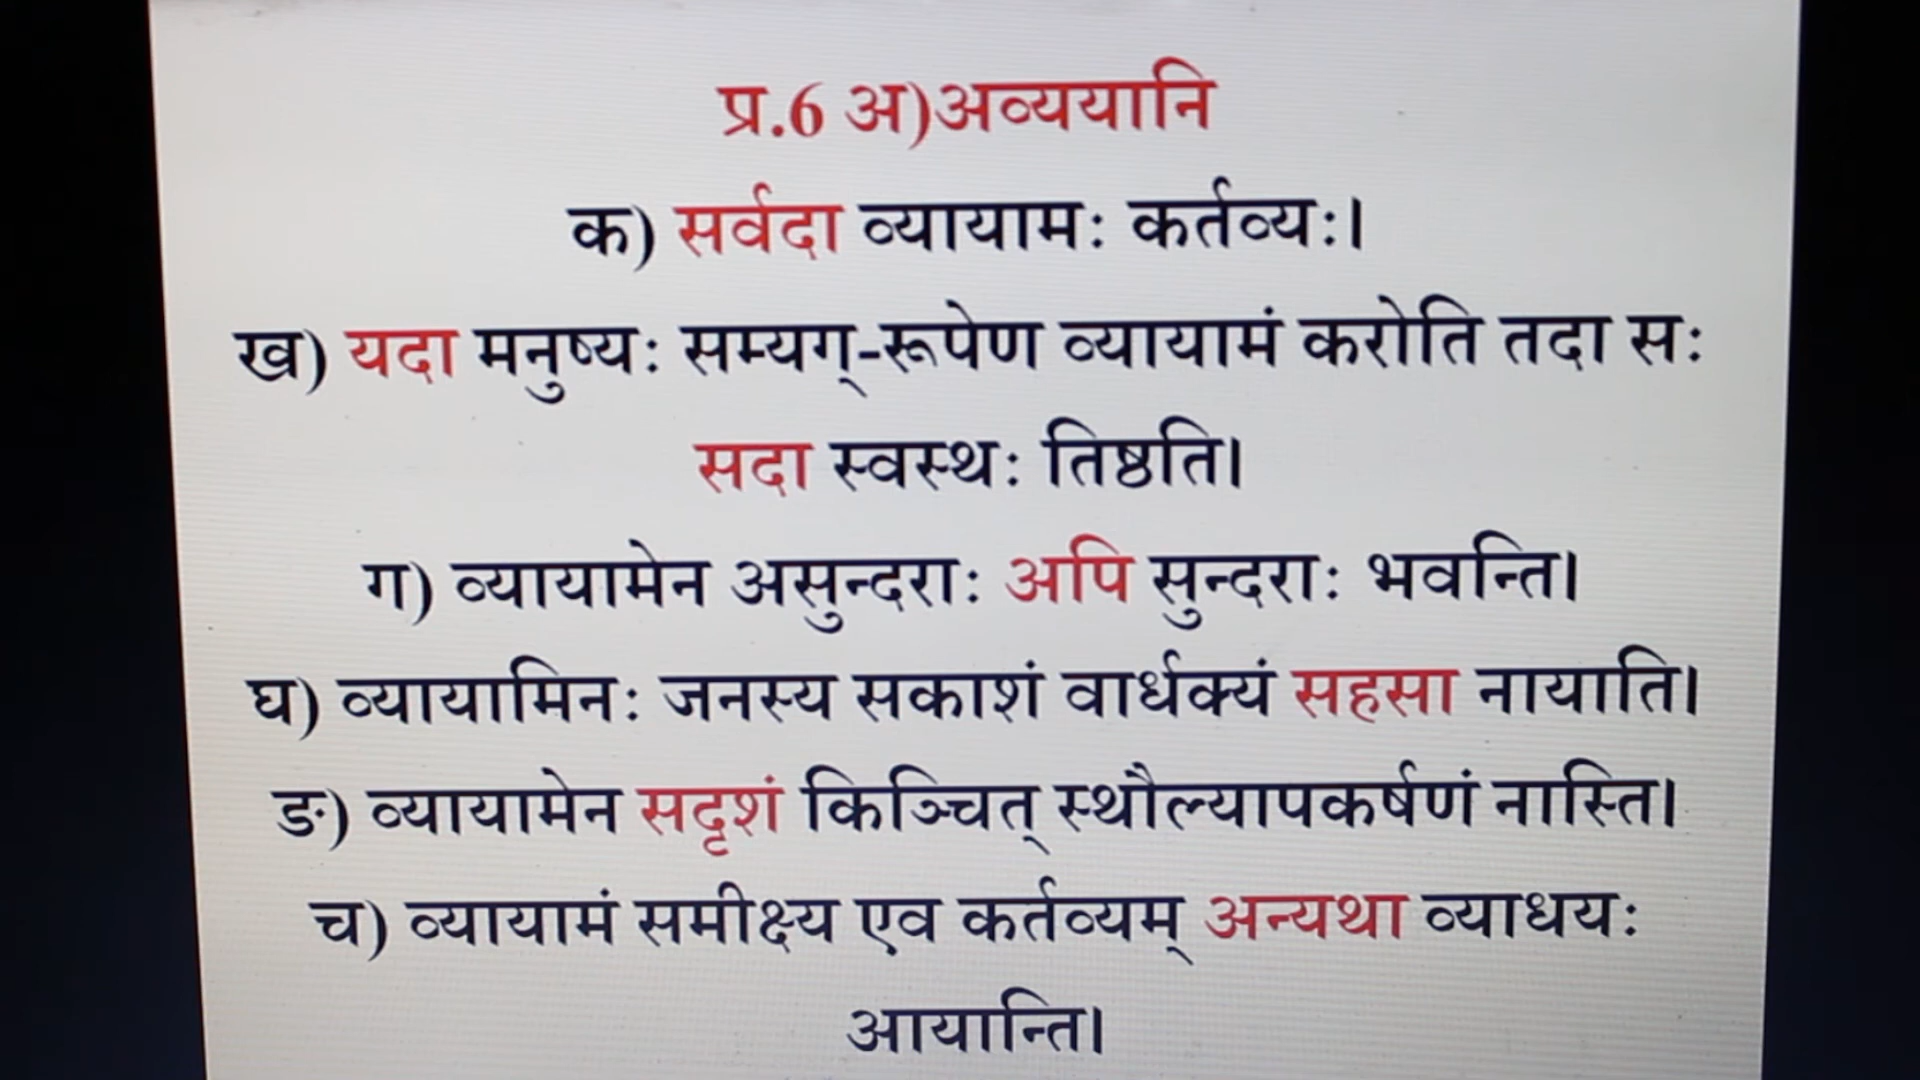 प्र.6 अ)अव्ययानि
क) सर्वदा व्यायामः कर्तव्यः।
ख) यदा मनुष्यः सम्यग्-रूपेण व्यायामं करोति तदा सः
सदा स्वस्थः तिष्ठति।
ग) व्यायामेन असुन्दराः अपि सुन्दराः भवन्ति।
घ) व्यायामिनः जनस्य सकाशं वार्धक्यं सहसा नायाति।
ङ) व्यायामेन सदृशं किञ्चित् स्थौल्यापकर्षणं नास्ति।
च) व्यायामं समीक्ष्य एव कर्तव्यम् अन्यथा व्याधयः
आयान्ति।